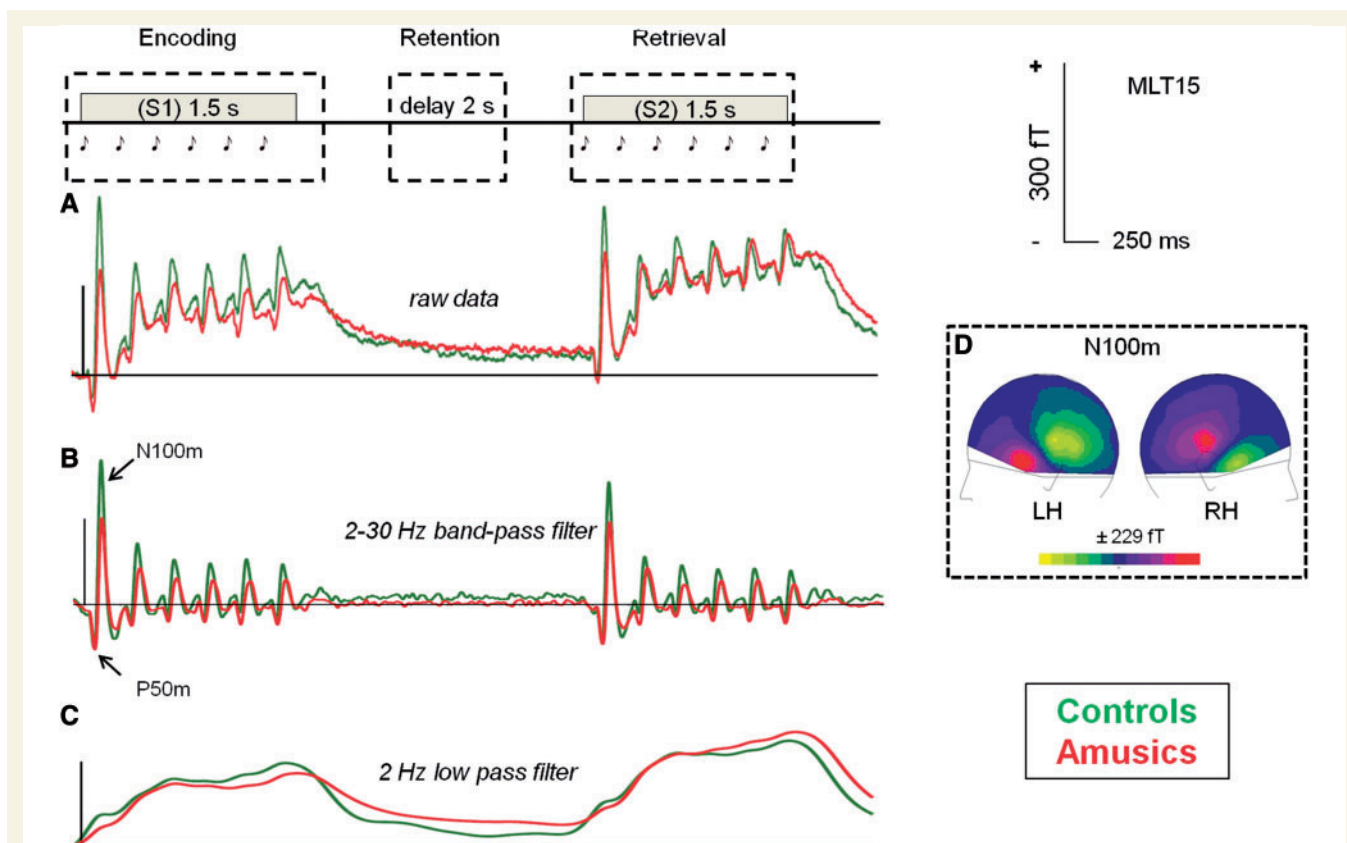 Encoding Retention Retrieval
(S1) 1.5 s delay 2 s (S2) 1.5 s
♪ ♪ ♪ ♪ ♪ ♪ ♪ ♪ ♪ ♪ ♪ ♪
+
MLT15
300 fT
-
250 ms
A
raw data
B
N100m
2-30 Hz band-pass filter
P50m
C
2 Hz low pass filter
D
N100m
LH RH
± 229 fT
Controls
Amusics